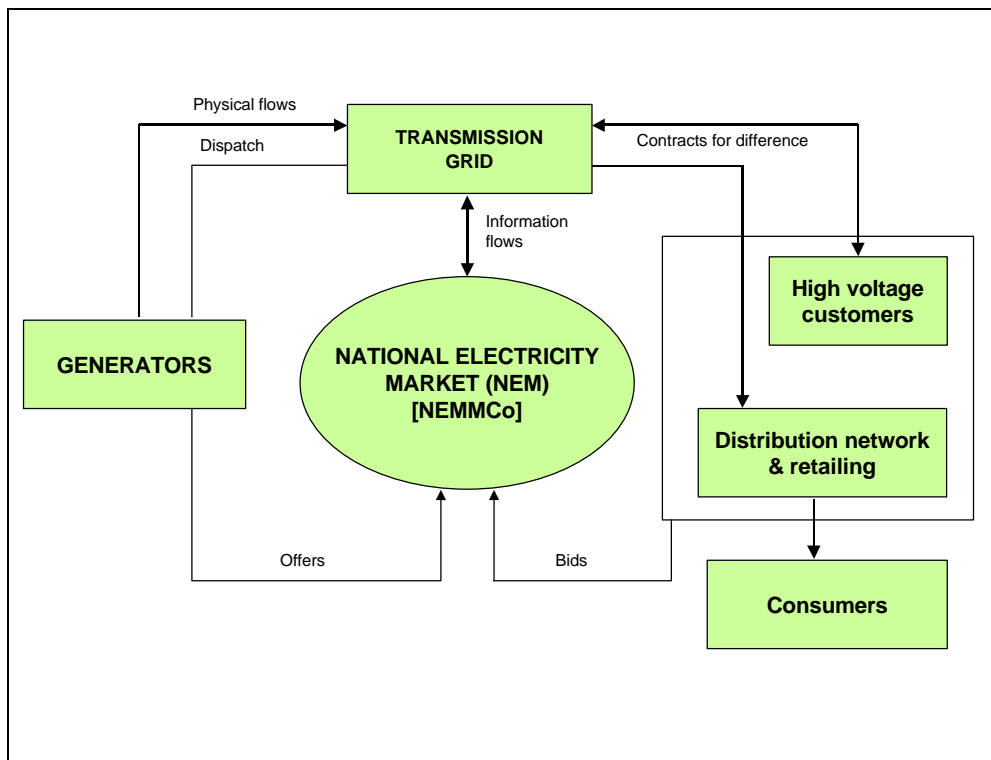 Physical flows
TRANSMISSION
GRID
Dispatch
Contracts for difference
Information
flows
High voltage
customers
GENERATORS
NATIONAL ELECTRICITY
MARKET (NEM)
[NEMMCo]
Distribution network
& retailing
Offers
Bids
Consumers